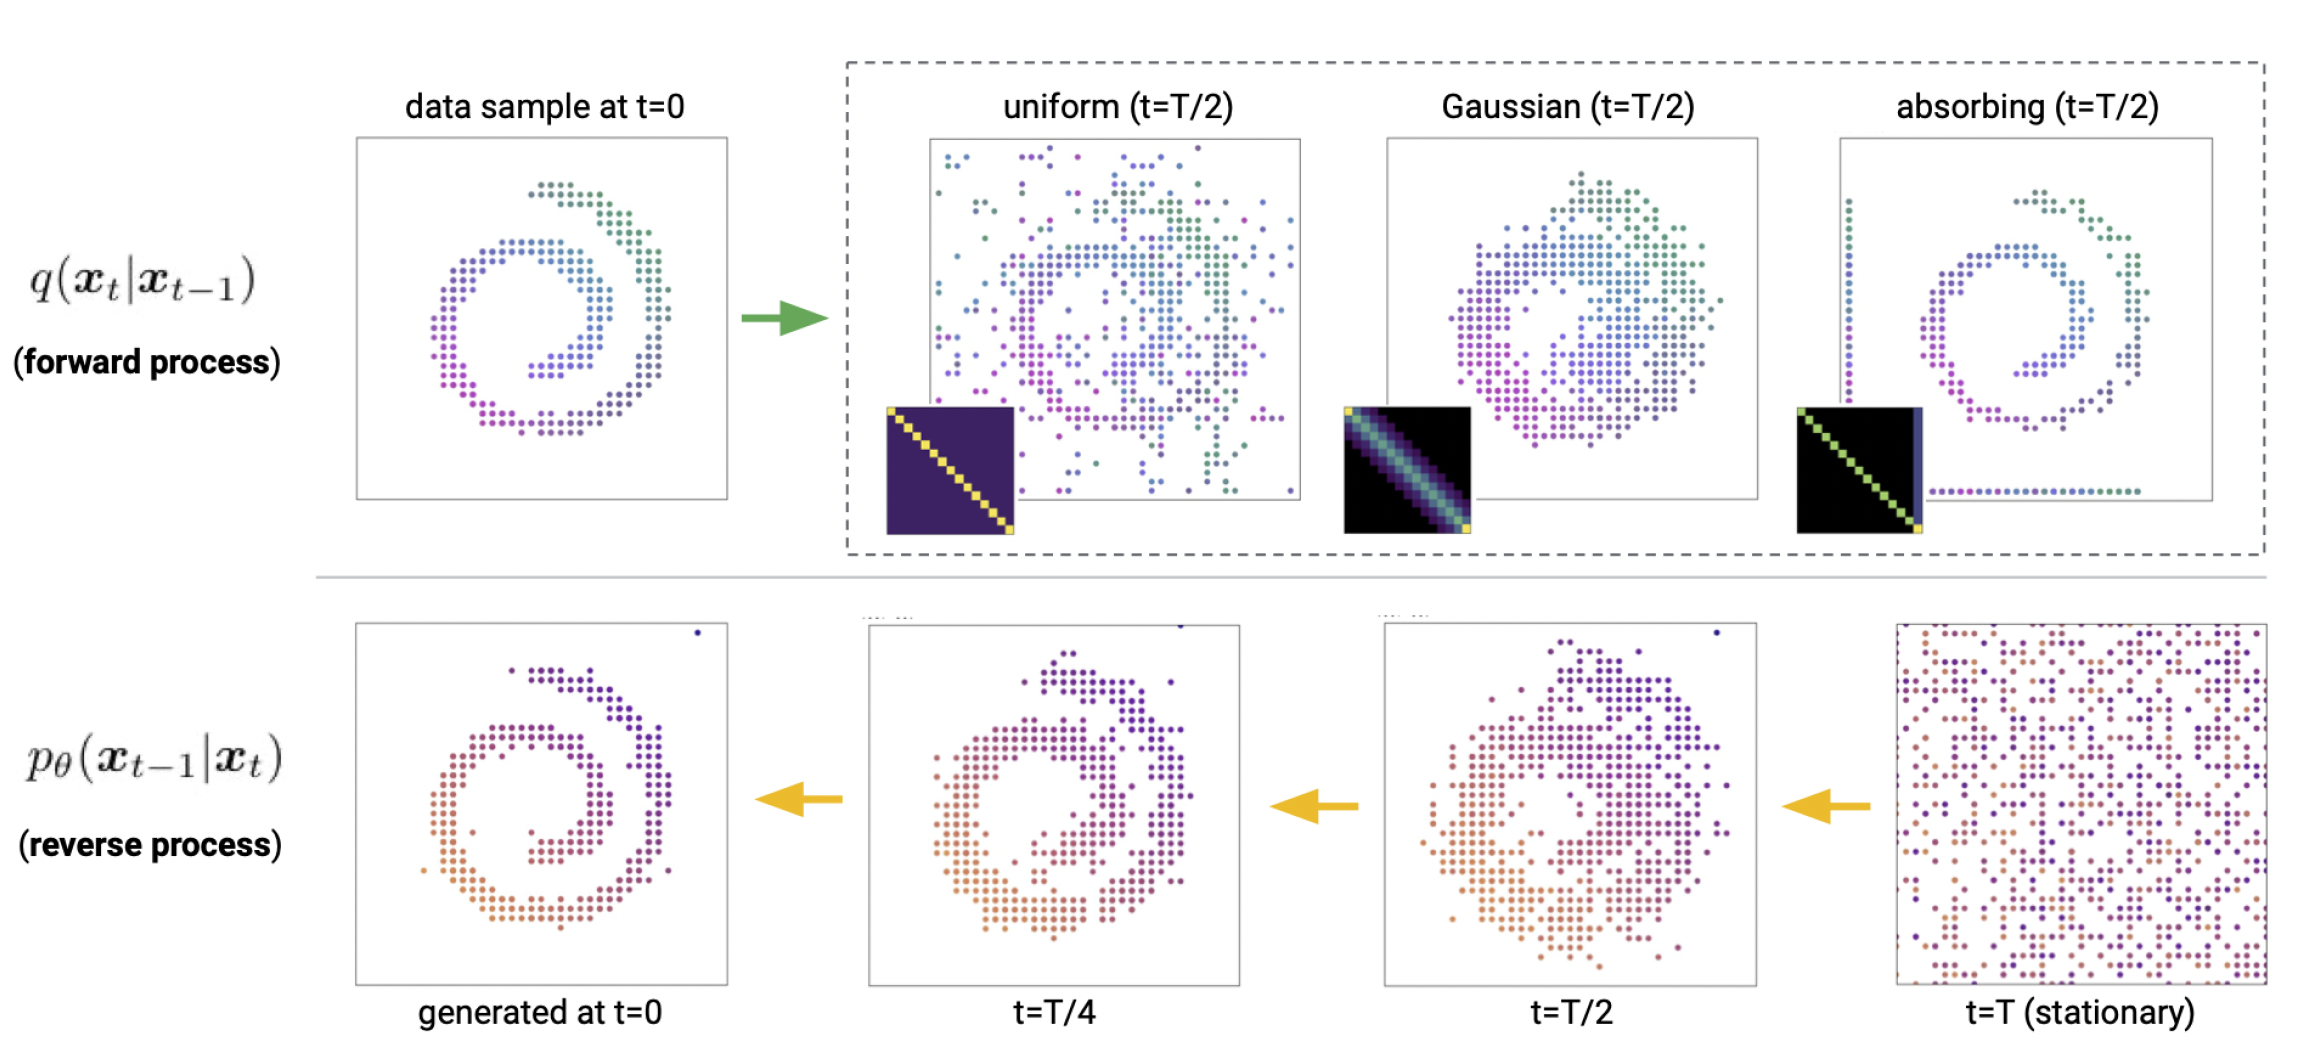 data sample at t=0
uniform (t=T/2)
Gaussian (t=T/2)
absorbing (t=T/2)
q(xₜ|xₜ₋₁)
(forward process)
p_θ(xₜ₋₁|xₜ)
(reverse process)
generated at t=0
t=T/4
t=T/2
t=T (stationary)